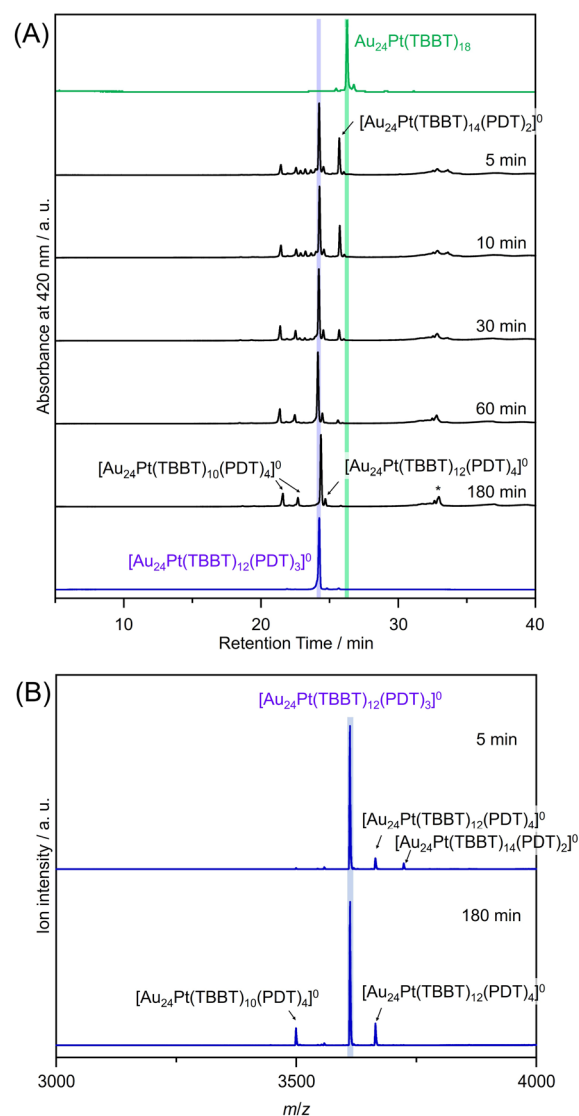 (A)
Au₂₄Pt(TBBT)₁₈
[Au₂₄Pt(TBBT)₁₄(PDT)₂]⁰
5 min
10 min
30 min
60 min
[Au₂₄Pt(TBBT)₁₀(PDT)₄]⁰
[Au₂₄Pt(TBBT)₁₂(PDT)₄]⁰
*
180 min
[Au₂₄Pt(TBBT)₁₂(PDT)₃]⁰
Absorbance at 420 nm / a. u.
10 20 30 40
Retention Time / min
(B)
[Au₂₄Pt(TBBT)₁₂(PDT)₃]⁰
5 min
[Au₂₄Pt(TBBT)₁₂(PDT)₄]⁰
[Au₂₄Pt(TBBT)₁₄(PDT)₂]⁰
180 min
[Au₂₄Pt(TBBT)₁₀(PDT)₄]⁰
[Au₂₄Pt(TBBT)₁₂(PDT)₄]⁰
Ion intensity / a. u.
3000 3500 4000
m/z